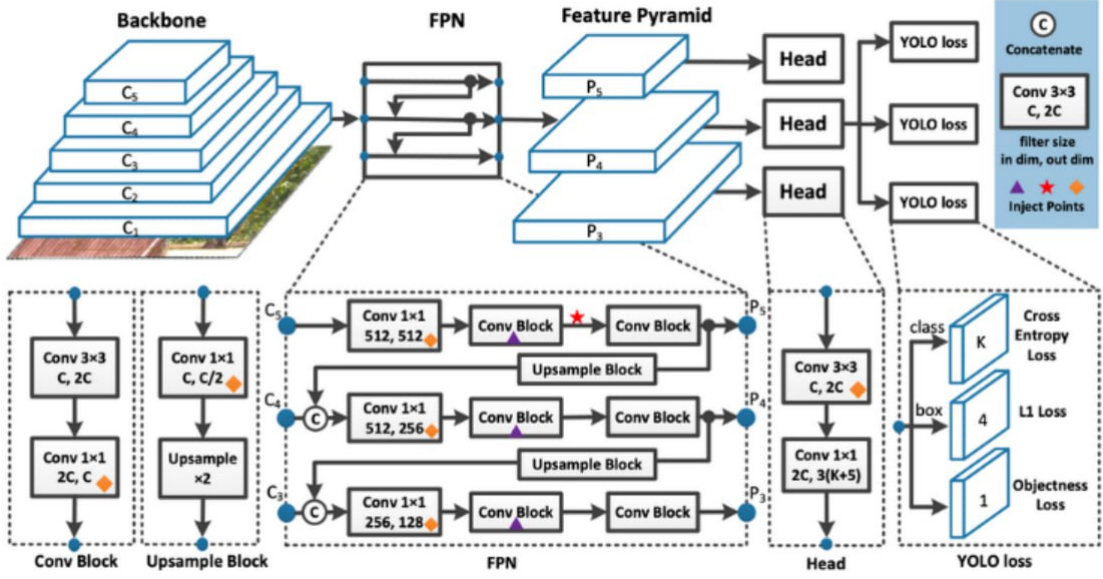 Backbone
FPN
Feature Pyramid
C5
C4
C3
C2
C1
P5
P4
P3
Head
Head
Head
YOLO loss
YOLO loss
YOLO loss
C
Concatenate
Conv 3×3
C, 2C
filter size
in dim, out dim
Inject Points
Conv 3×3
C, 2C
Conv 1×1
2C, C
Conv Block
Conv 1×1
C, C/2
Upsample
×2
Upsample Block
C5
Conv 1×1
512, 512
Conv Block
Conv Block
P5
Upsample Block
C4
C
Conv 1×1
512, 256
Conv Block
Conv Block
P4
Upsample Block
C3
C
Conv 1×1
256, 128
Conv Block
Conv Block
P3
FPN
Conv 3×3
C, 2C
Conv 1×1
2C, 3(K+5)
Head
class
K
Cross
Entropy
Loss
box
4
L1 Loss
1
Objectness
Loss
YOLO loss